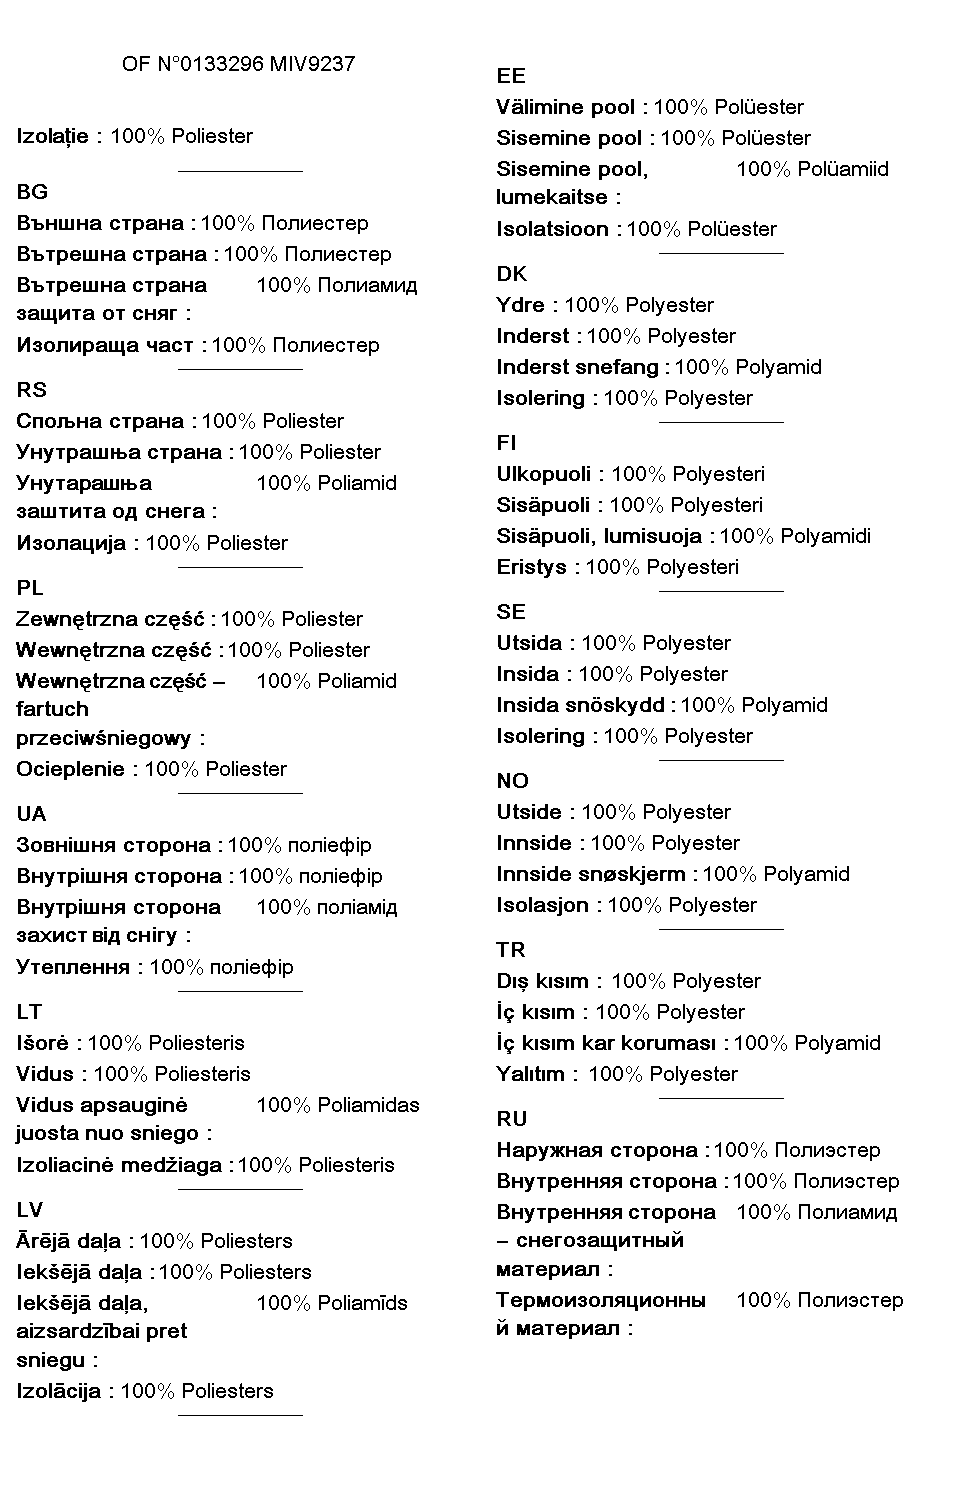 OF N°0133296 MIV9237
Izolaţie : 100% Poliester
BG
Външна страна : 100% Полиестер
Вътрешна страна : 100% Полиестер
Вътрешна страна 100% Полиамид
защита от сняг :
Изолираща част : 100% Полиестер
RS
Спољна страна : 100% Poliester
Унутрашња страна : 100% Poliester
Унутарашња 100% Poliamid
заштита од снега :
Изолација : 100% Poliester
PL
Zewnętrzna część : 100% Poliester
Wewnętrzna część : 100% Poliester
Wewnętrzna część – 100% Poliamid
fartuch
przeciwśniegowy :
Ocieplenie : 100% Poliester
UA
Зовнішня сторона : 100% поліефір
Внутрішня сторона : 100% поліефір
Внутрішня сторона 100% поліамід
захист від снігу :
Утеплення : 100% поліефір
LT
Išorė : 100% Poliesteris
Vidus : 100% Poliesteris
Vidus apsauginė 100% Poliamidas
juosta nuo sniego :
Izoliacinė medžiaga : 100% Poliesteris
LV
Ārējā daļa : 100% Poliesters
Iekšējā daļa : 100% Poliesters
Iekšējā daļa, 100% Poliamīds
aizsardzībai pret
sniegu :
Izolācija : 100% Poliesters
EE
Välimine pool : 100% Polüester
Sisemine pool : 100% Polüester
Sisemine pool, 100% Polüamiid
lumekaitse :
Isolatsioon : 100% Polüester
DK
Ydre : 100% Polyester
Inderst : 100% Polyester
Inderst snefang : 100% Polyamid
Isolering : 100% Polyester
FI
Ulkopuoli : 100% Polyesteri
Sisäpuoli : 100% Polyesteri
Sisäpuoli, lumisuoja : 100% Polyamidi
Eristys : 100% Polyesteri
SE
Utsida : 100% Polyester
Insida : 100% Polyester
Insida snöskydd : 100% Polyamid
Isolering : 100% Polyester
NO
Utside : 100% Polyester
Innside : 100% Polyester
Innside snøskjerm : 100% Polyamid
Isolasjon : 100% Polyester
TR
Dış kısım : 100% Polyester
İç kısım : 100% Polyester
İç kısım kar koruması : 100% Polyamid
Yalıtım : 100% Polyester
RU
Наружная сторона : 100% Полиэстер
Внутренняя сторона : 100% Полиэстер
Внутренняя сторона 100% Полиамид
– снегозащитный
материал :
Термоизоляционны 100% Полиэстер
й материал :